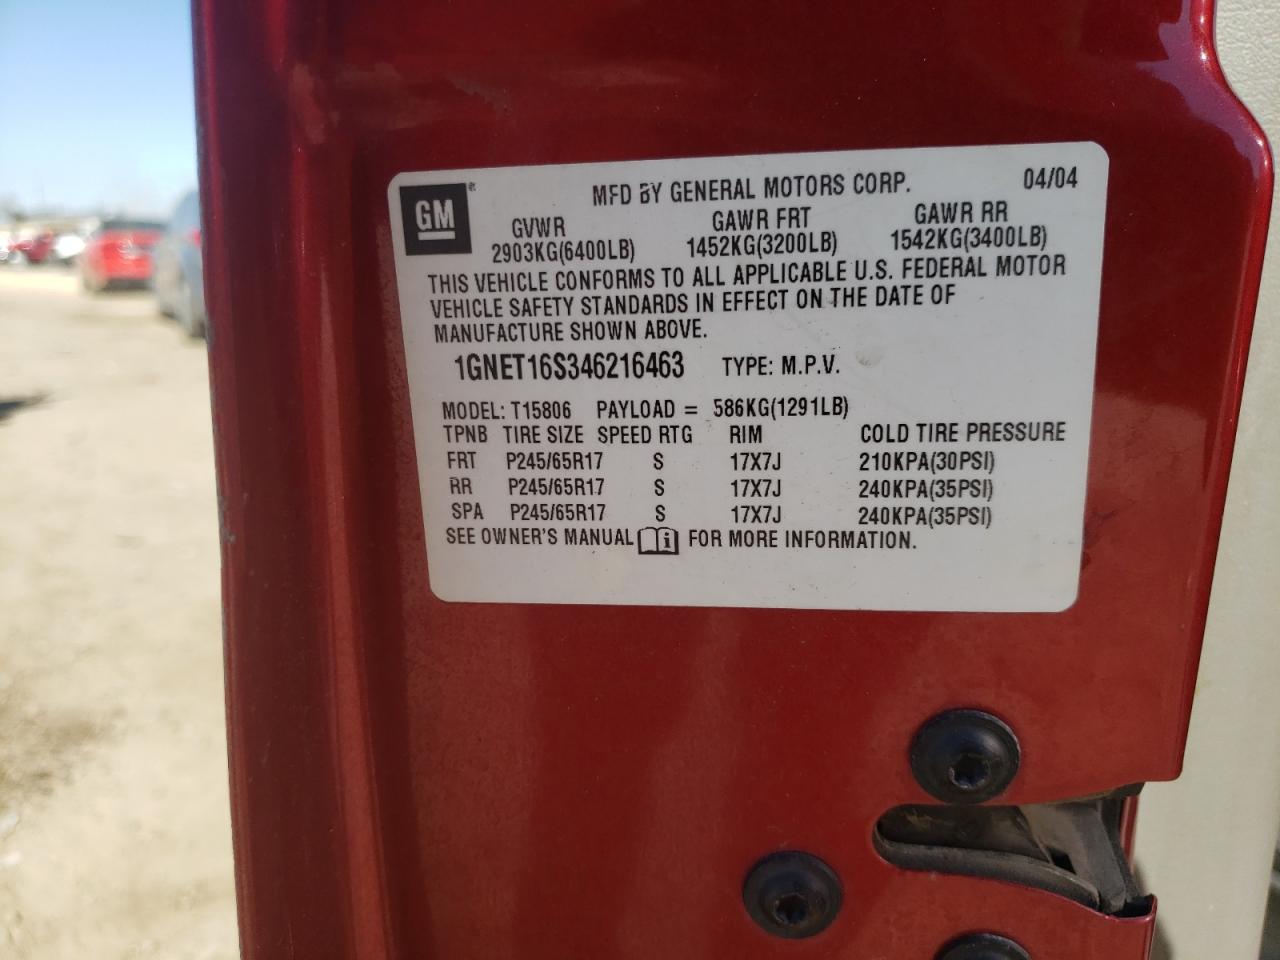 GM® MFD BY GENERAL MOTORS CORP. 04/04
GVWR GAWR FRT GAWR RR
2903KG(6400LB) 1452KG(3200LB) 1542KG(3400LB)
THIS VEHICLE CONFORMS TO ALL APPLICABLE U.S. FEDERAL MOTOR
VEHICLE SAFETY STANDARDS IN EFFECT ON THE DATE OF
MANUFACTURE SHOWN ABOVE.
1GNET16S346216463 TYPE: M.P.V.
MODEL: T15806 PAYLOAD = 586KG(1291LB)
TPNB TIRE SIZE SPEED RTG RIM COLD TIRE PRESSURE
FRT P245/65R17 S 17X7J 210KPA(30PSI)
RR P245/65R17 S 17X7J 240KPA(35PSI)
SPA P245/65R17 S 17X7J 240KPA(35PSI)
SEE OWNER'S MANUAL i FOR MORE INFORMATION.